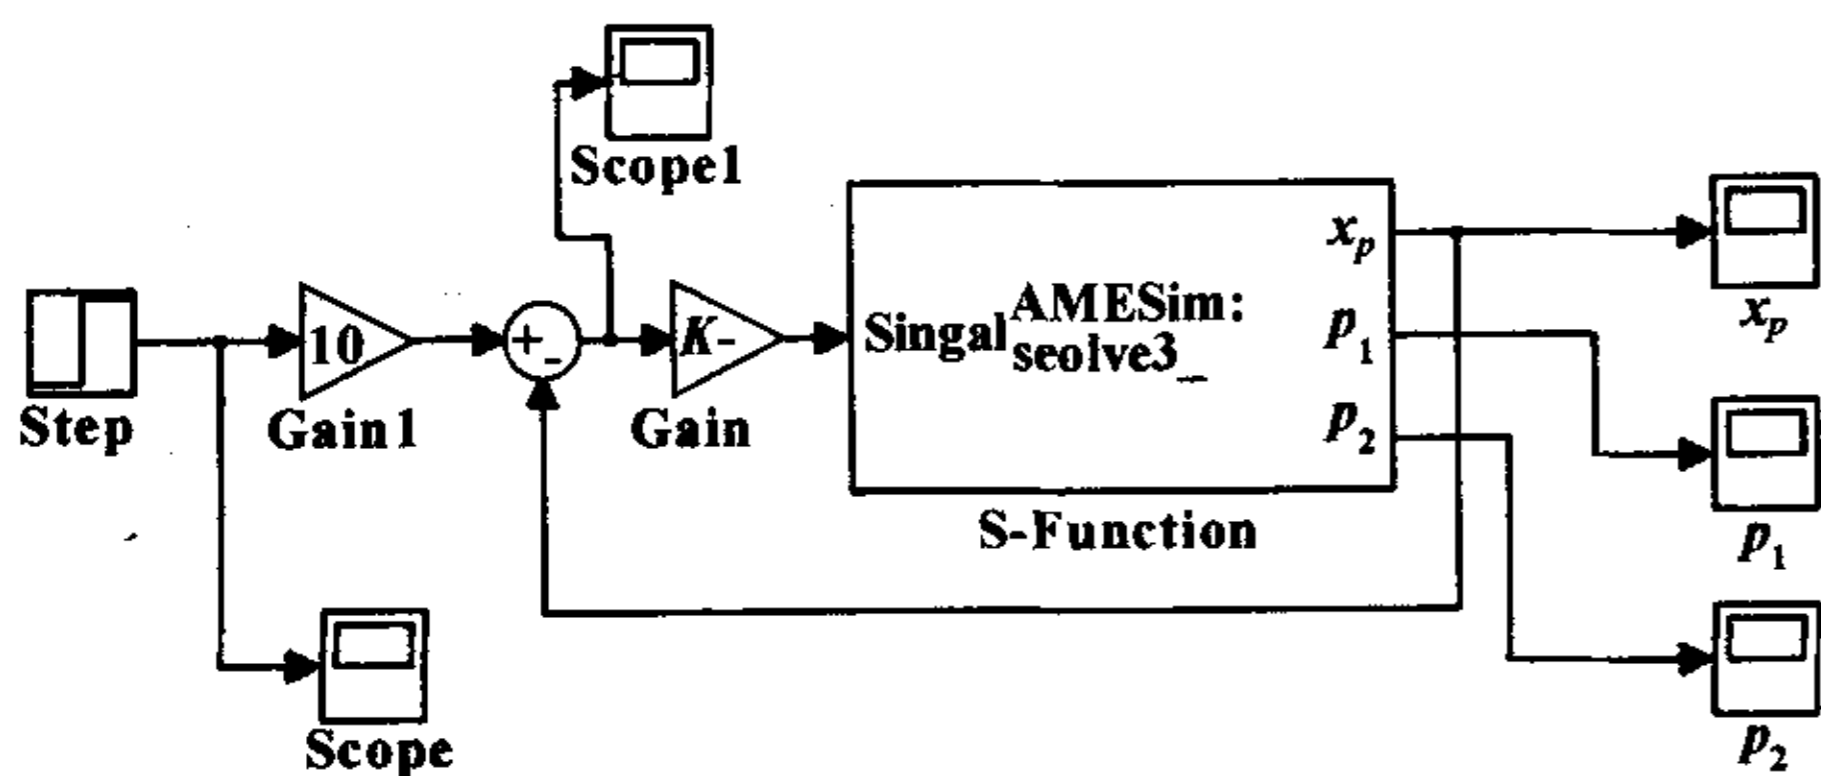 Scope1
Step
10
Gain1
+
-
K-
Gain
Singal
AMESim:
seolve3_
x_p
p_1
p_2
S-Function
x_p
p_1
p_2
Scope